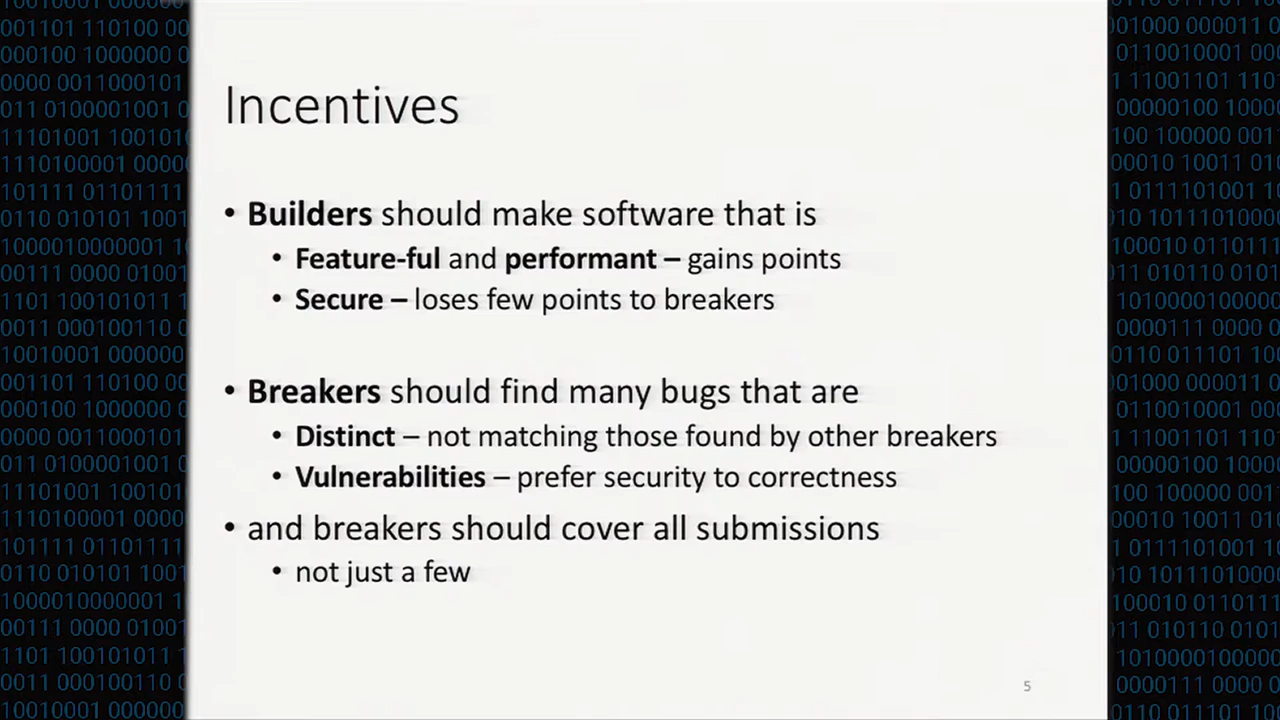 Incentives
• Builders should make software that is
• Feature-ful and performant – gains points
• Secure – loses few points to breakers
• Breakers should find many bugs that are
• Distinct – not matching those found by other breakers
• Vulnerabilities – prefer security to correctness
• and breakers should cover all submissions
• not just a few
5